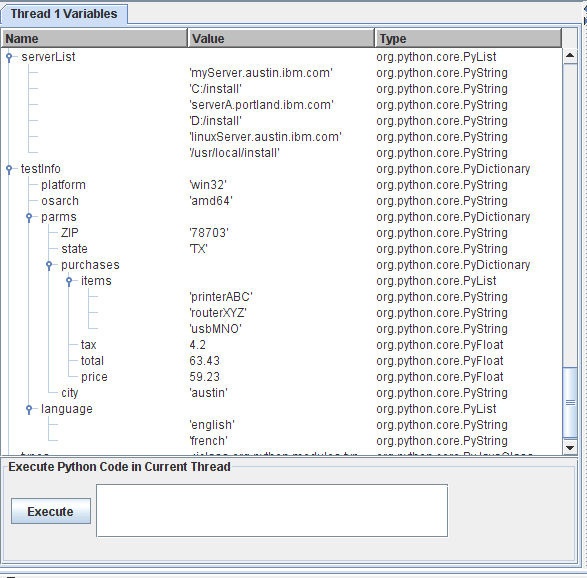 Thread 1 Variables
Name Value Type
serverList org.python.core.PyList
'myServer.austin.ibm.com' org.python.core.PyString
'C:/install' org.python.core.PyString
'serverA.portland.ibm.com' org.python.core.PyString
'D:/install' org.python.core.PyString
'linuxServer.austin.ibm.com' org.python.core.PyString
'/usr/local/install' org.python.core.PyString
testInfo org.python.core.PyDictionary
platform 'win32' org.python.core.PyString
osarch 'amd64' org.python.core.PyString
parms org.python.core.PyDictionary
ZIP '78703' org.python.core.PyString
state 'TX' org.python.core.PyString
purchases org.python.core.PyDictionary
items org.python.core.PyList
'printerABC' org.python.core.PyString
'routerXYZ' org.python.core.PyString
'usbMNO' org.python.core.PyString
tax 4.2 org.python.core.PyFloat
total 63.43 org.python.core.PyFloat
price 59.23 org.python.core.PyFloat
city 'austin' org.python.core.PyString
language org.python.core.PyList
'english' org.python.core.PyString
'french' org.python.core.PyString
Execute Python Code in Current Thread
Execute